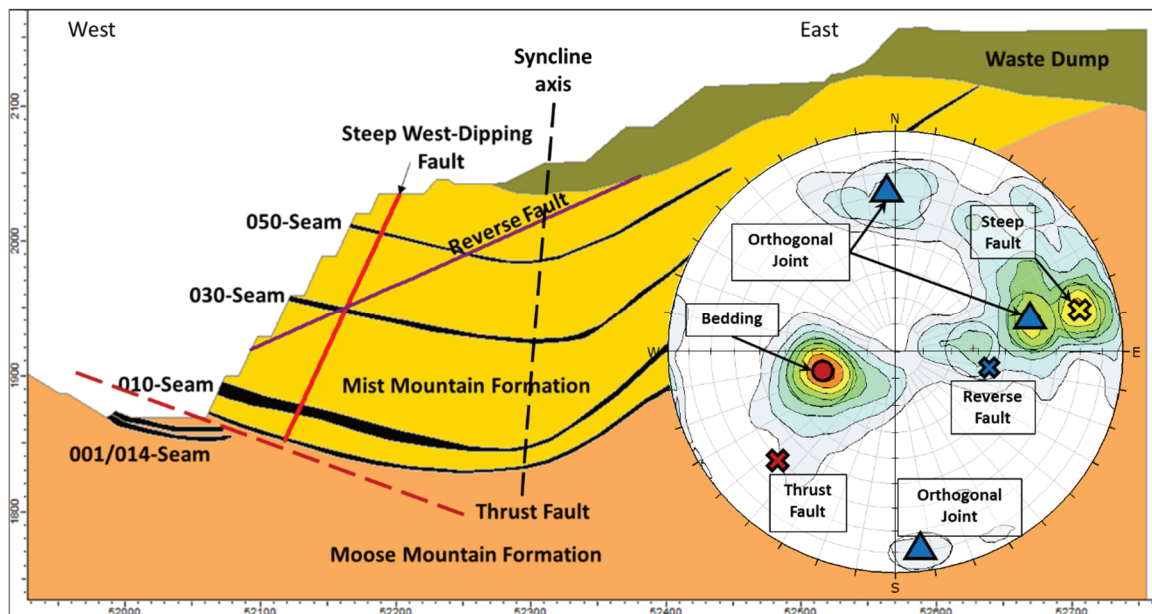 West
East
Syncline
axis
Waste Dump
Steep West-Dipping
Fault
N
050-Seam
Reverse Fault
Orthogonal
Joint
Steep
Fault
030-Seam
Bedding
W
E
010-Seam
Mist Mountain Formation
Reverse
Fault
001/014-Seam
Thrust
Fault
Orthogonal
Joint
Thrust Fault
Moose Mountain Formation
S
2100
2000
1900
1800
52000
52100
52200
52300
52400
52500
52600
52700